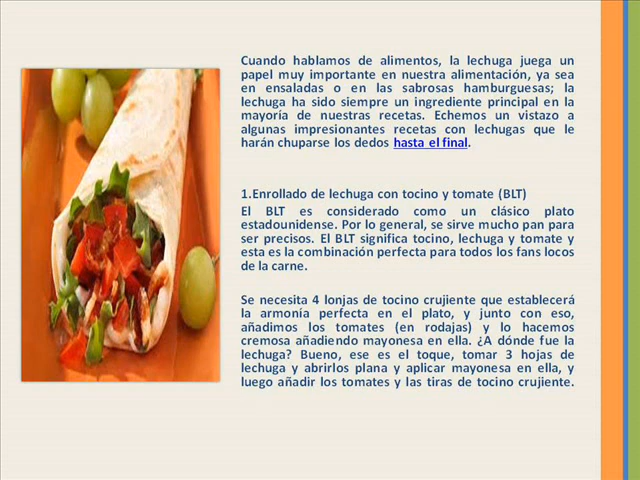 Cuando hablamos de alimentos, la lechuga juega un
papel muy importante en nuestra alimentación, ya sea
en ensaladas o en las sabrosas hamburguesas; la
lechuga ha sido siempre un ingrediente principal en la
mayoría de nuestras recetas. Echemos un vistazo a
algunas impresionantes recetas con lechugas que le
harán chuparse los dedos hasta el final.
1.Enrollado de lechuga con tocino y tomate (BLT)
El BLT es considerado como un clásico plato
estadounidense. Por lo general, se sirve mucho pan para
ser precisos. El BLT significa tocino, lechuga y tomate y
esta es la combinación perfecta para todos los fans locos
de la carne.
Se necesita 4 lonjas de tocino crujiente que establecerá
la armonía perfecta en el plato, y junto con eso,
añadimos los tomates (en rodajas) y lo hacemos
cremosa añadiendo mayonesa en ella. ¿A dónde fue la
lechuga? Bueno, ese es el toque, tomar 3 hojas de
lechuga y abrirlos plana y aplicar mayonesa en ella, y
luego añadir los tomates y las tiras de tocino crujiente.